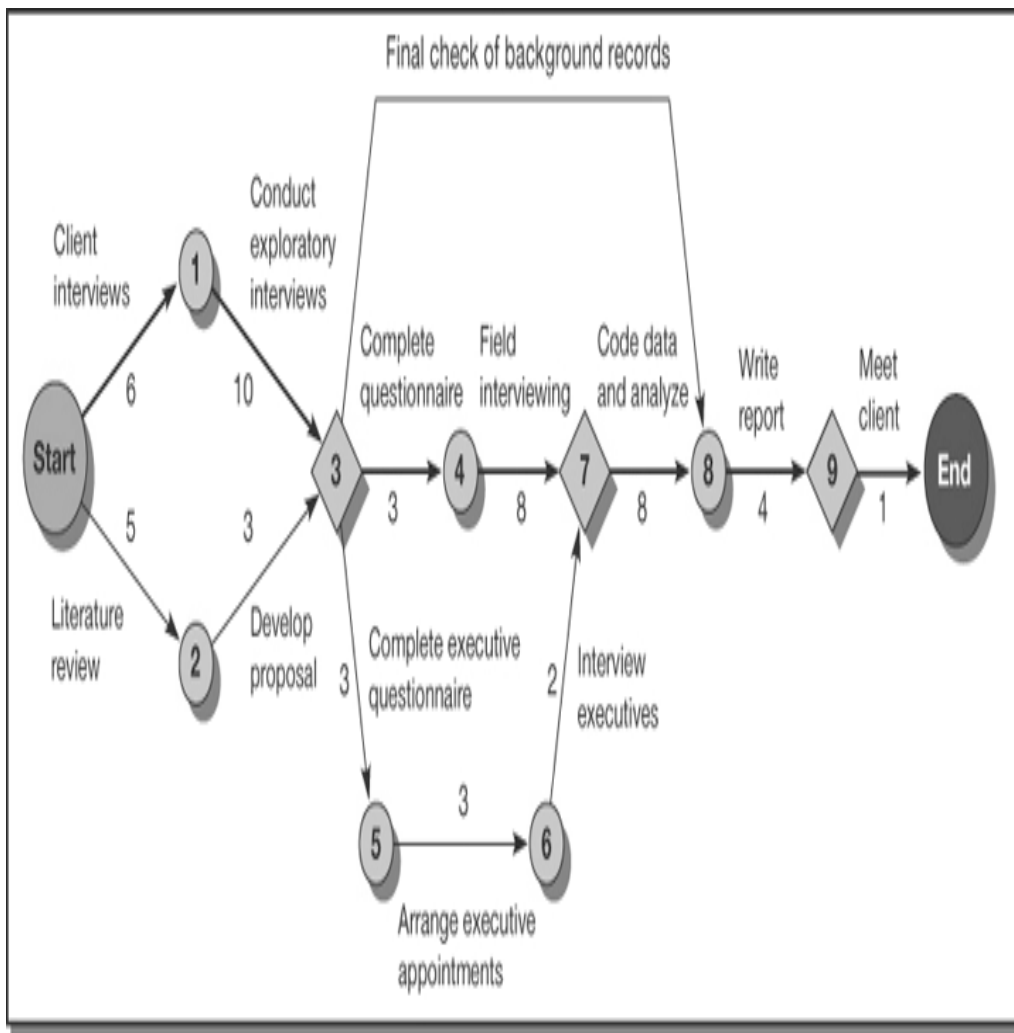 Final check of background records
Client
interviews
Conduct
exploratory
interviews
1
6
10
Complete
questionnaire
Field
interviewing
Code data
and analyze
Write
report
Meet
client
Start
3
4
7
8
9
End
3
8
8
4
1
5
3
Literature
review
2
Develop
proposal
3
Complete executive
questionnaire
2
Interview
executives
5
3
6
Arrange executive
appointments